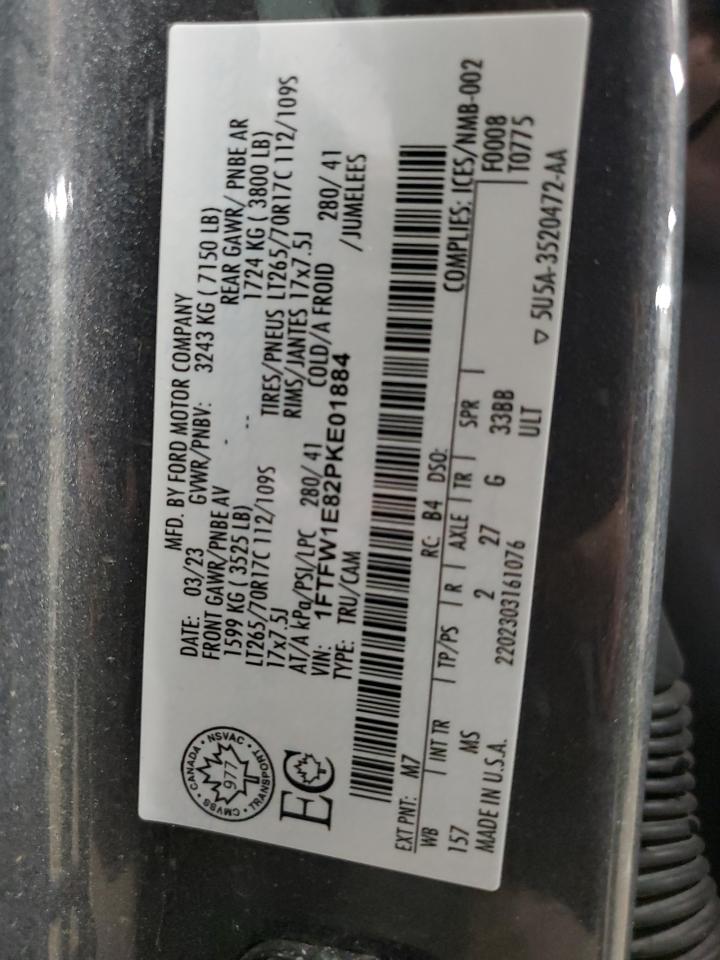 MFD. BY FORD MOTOR COMPANY
DATE: 03/23 GVWR/PNBV: 3243 KG ( 7150 LB)
FRONT GAWR/PNBE AV - REAR GAWR/ PNBE AR
1599 KG ( 3525 LB) -- 1724 KG ( 3800 LB)
LT265/70R17C 112/109S TIRES/PNEUS LT265/70R17C 112/109S
17x7.5J RIMS/JANTES 17x7.5J
AT/A kPa/PSI/LPC 280/ 41 COLD/A FROID 280/ 41
VIN: 1FTFW1E82PKE01884 /JUMELEES
TYPE: TRU/CAM
CMVSS • CANADA • NSVAC • TRANSPORT •
977
EC
EXT PNT: M7 RC: B4 DSO: COMPLIES: ICES/NMB-002
WB INT TR TP/PS R AXLE TR SPR F0008
T0775
157 MS 2 27 G 33BB
ULT
MADE IN U.S.A. 2202303161076 ▽ 5U5A-3520472-AA